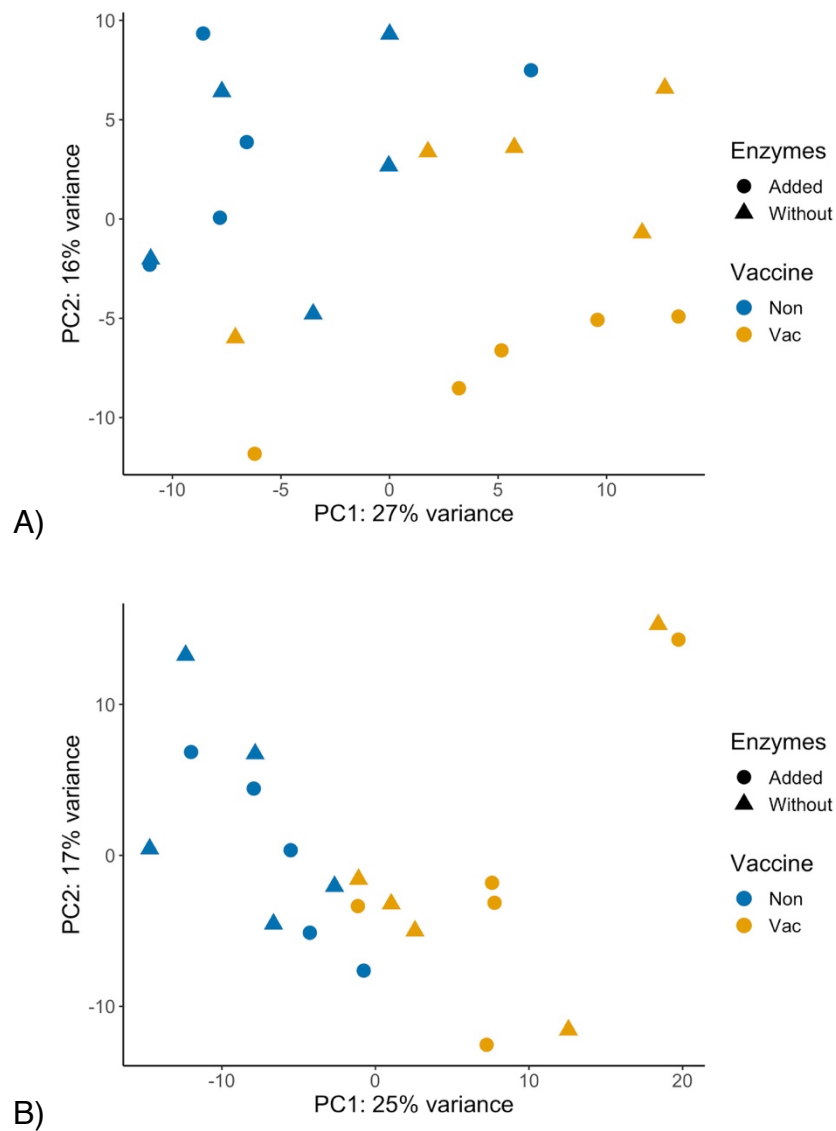 10
5
0
-5
-10
PC2: 16% variance
-10 -5 0 5 10
PC1: 27% variance
Enzymes
Added
Without
Vaccine
Non
Vac
A)
10
0
-10
PC2: 17% variance
-10 0 10 20
PC1: 25% variance
Enzymes
Added
Without
Vaccine
Non
Vac
B)